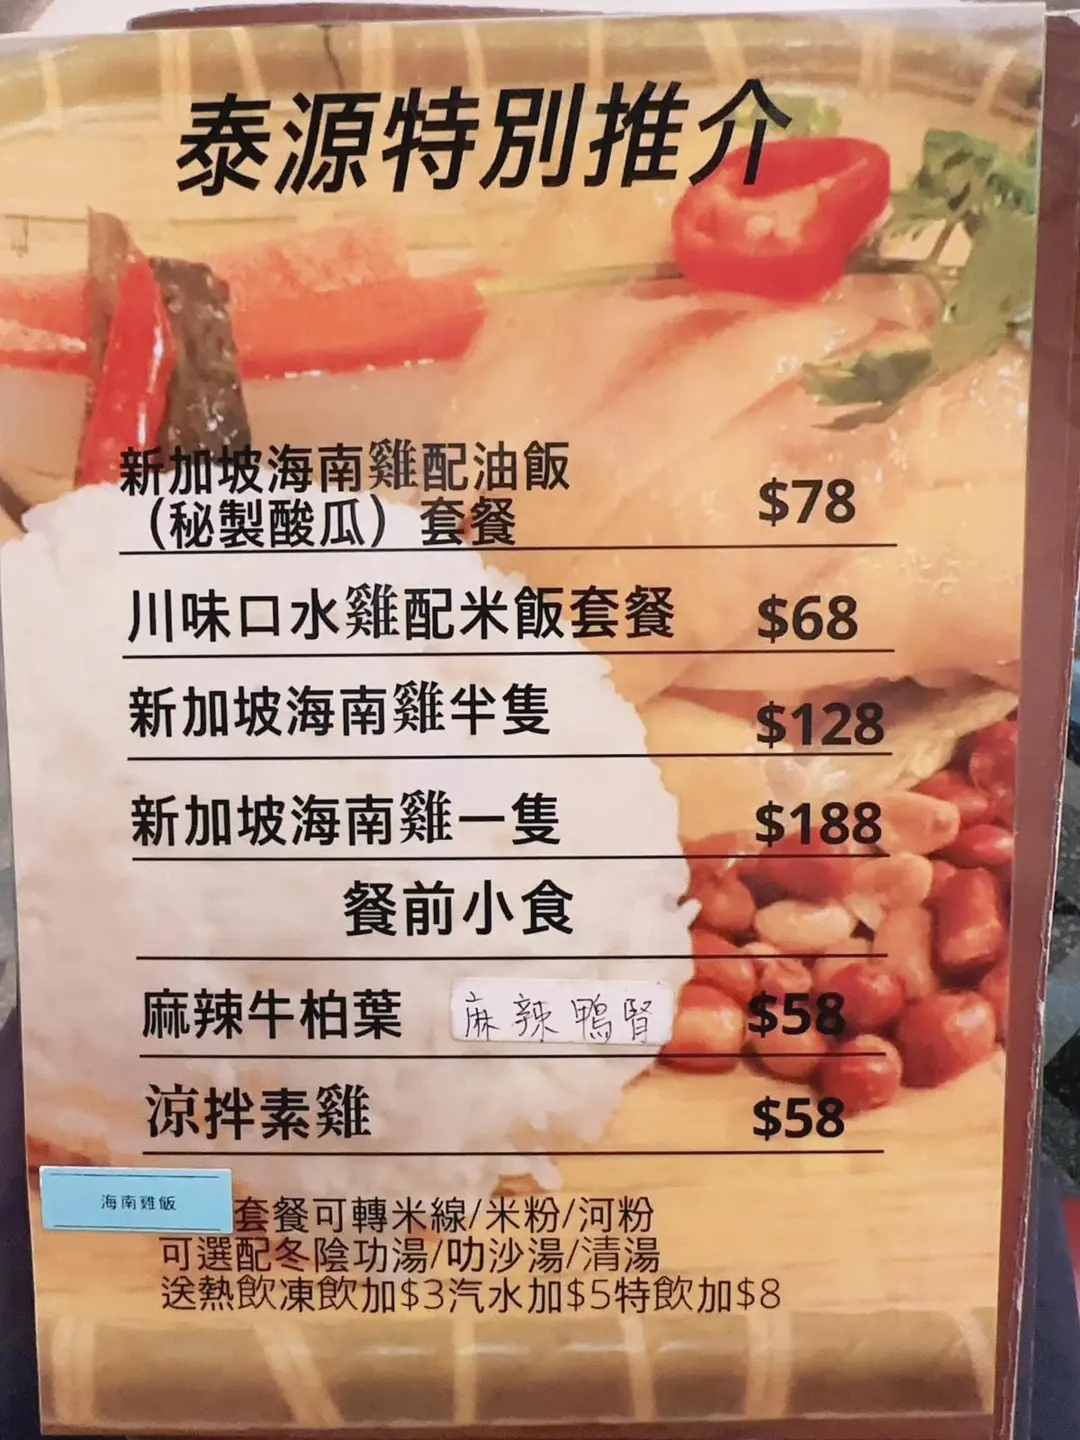 泰源特別推介
新加坡海南雞配油飯
（秘製酸瓜）套餐 $78
川味口水雞配米飯套餐 $68
新加坡海南雞半隻 $128
新加坡海南雞一隻 $188
餐前小食
麻辣牛柏葉 麻辣鴨腎 $58
涼拌素雞 $58
海南雞飯 套餐可轉米線/米粉/河粉
可選配冬陰功湯/叻沙湯/清湯
送熱飲凍飲加$3汽水加$5特飲加$8